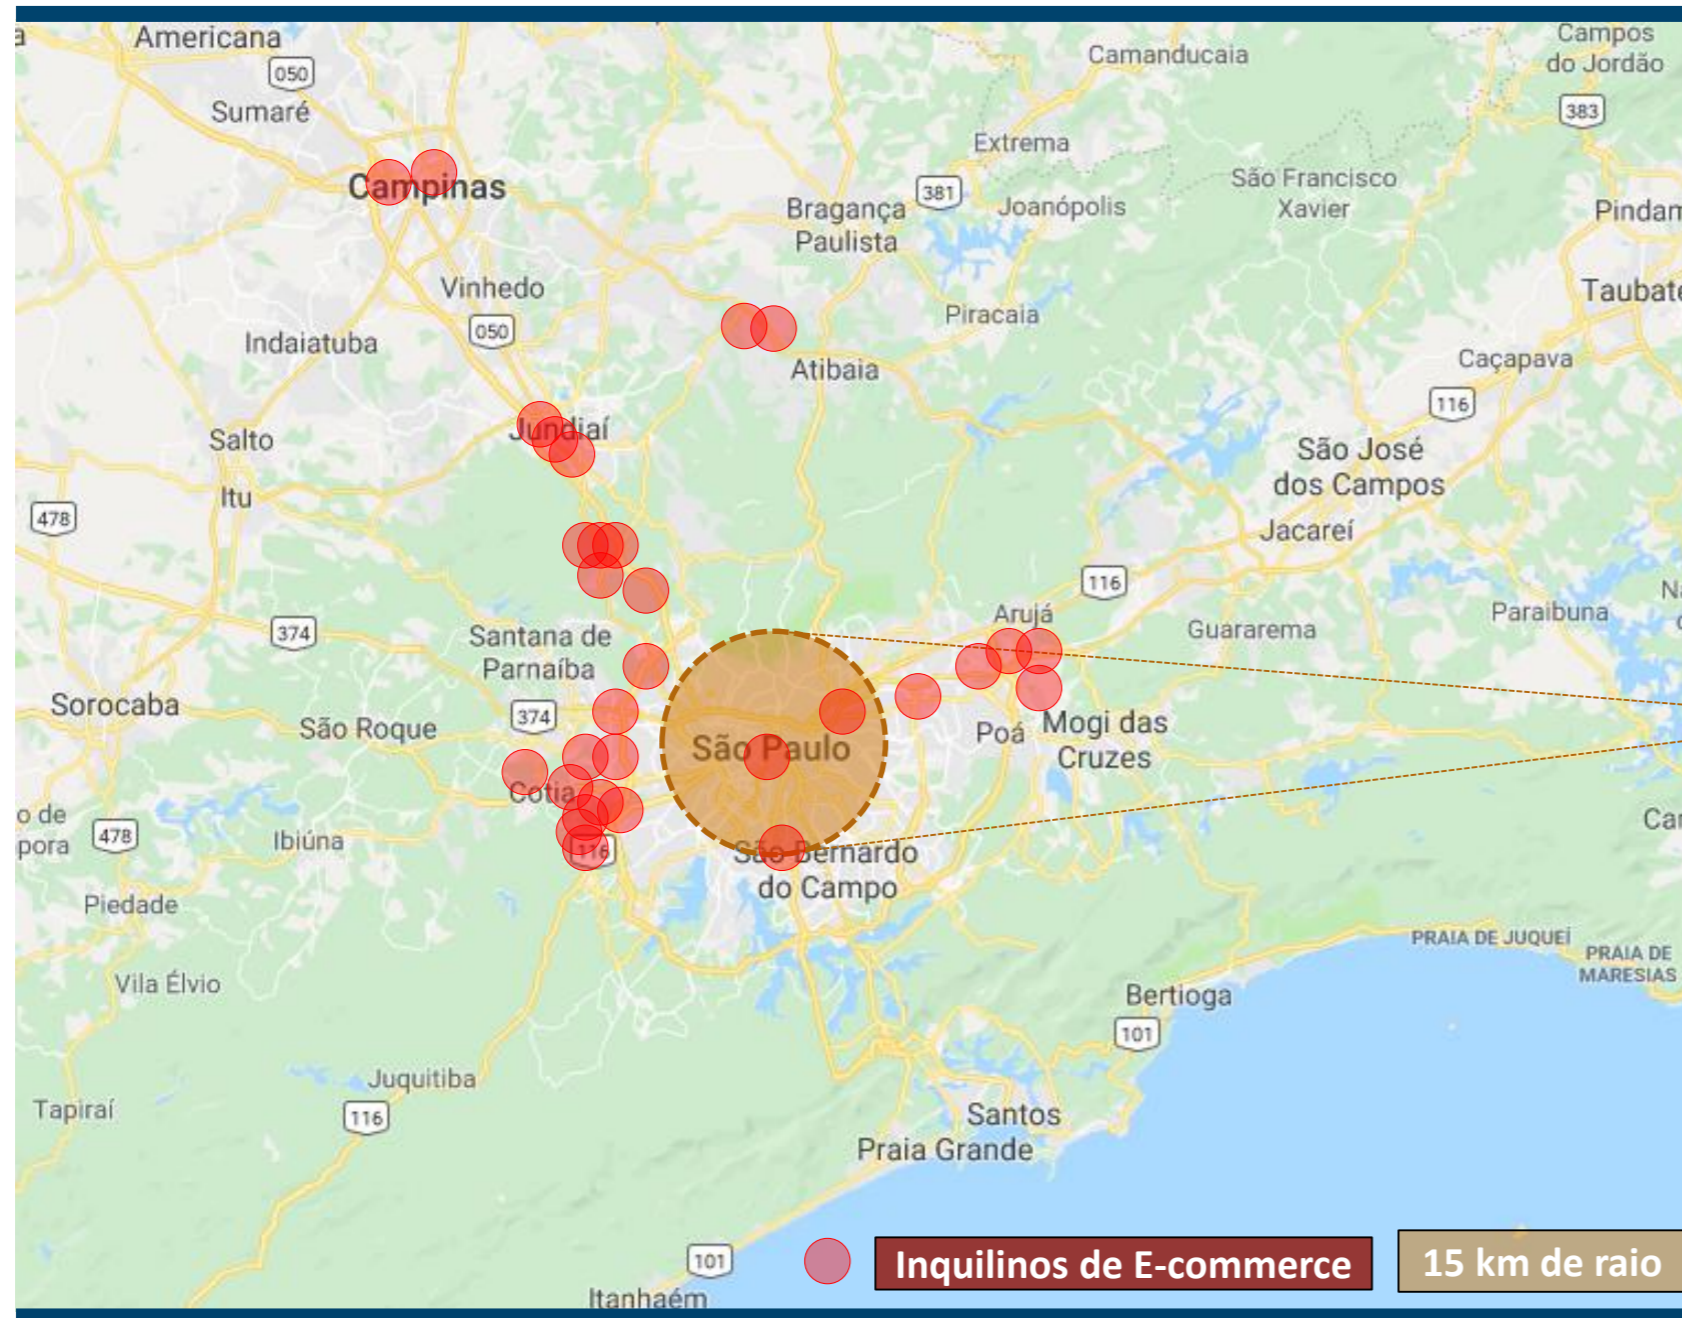 a
Americana
Camanducaia
Campos
do Jordão
050
383
Sumaré
Extrema
Campinas
381
São Francisco
Xavier
Bragança
Paulista
Joanópolis
Pindam
Vinhedo
Taubaté
050
Piracaia
Indaiatuba
Atibaia
Caçapava
116
Jundiaí
Salto
São José
dos Campos
Itu
478
Jacareí
116
Arujá
Paraibuna
374
Santana de
Parnaíba
Guararema
Sorocaba
374
São Roque
São Paulo
Poá
Mogi das
Cruzes
Cotia
o de
pora
478
Ibiúna
116
São Bernardo
do Campo
Car
Piedade
PRAIA DE JUQUEÍ
PRAIA DE
MARESIAS
Vila Élvio
Bertioga
101
Juquitiba
Tapiraí
116
Santos
Praia Grande
101
Itanhaém
Inquilinos de E-commerce
15 km de raio